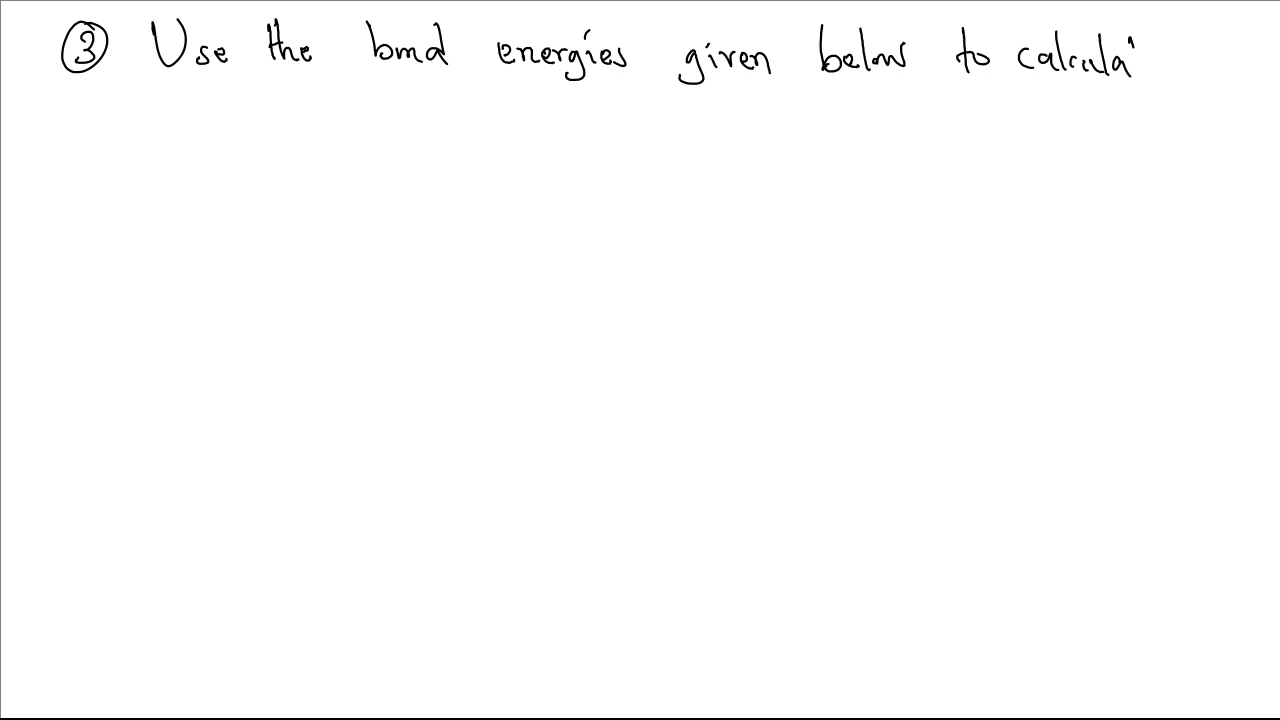 ③ Use the bond energies given below to calcula